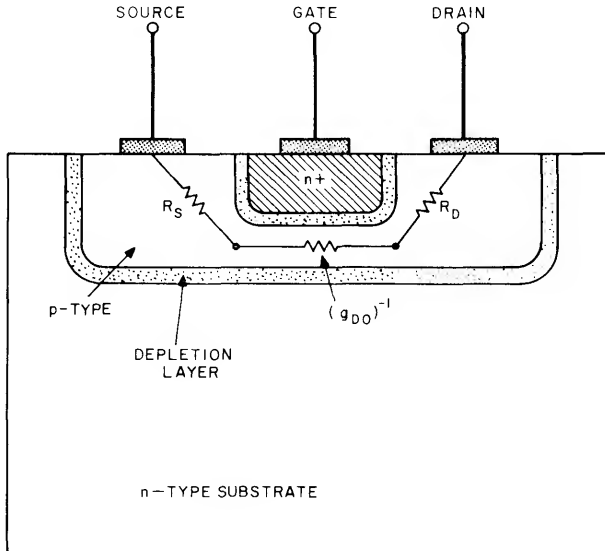 SOURCE
GATE
DRAIN
n+
R_S
R_D
p-TYPE
(g_DO)^-1
DEPLETION
LAYER
n-TYPE SUBSTRATE